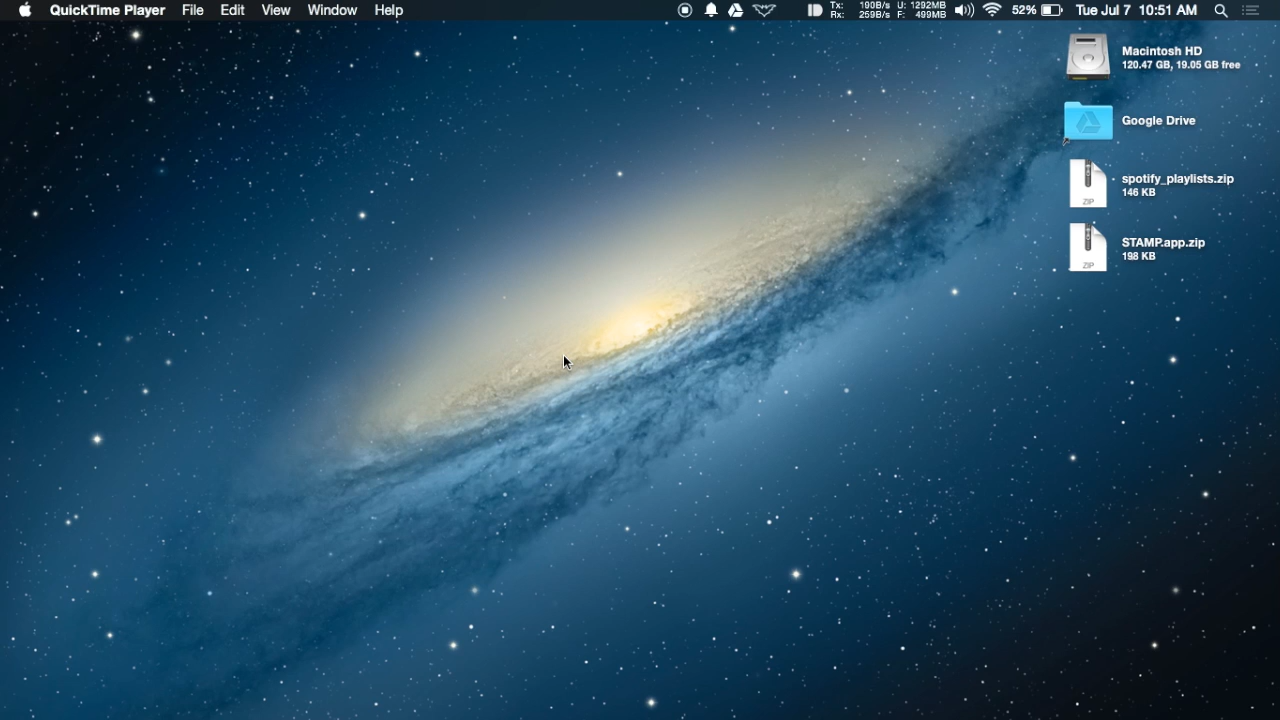 QuickTime Player File Edit View Window Help
Tx: 190B/s U: 1292MB 52% Tue Jul 7 10:51 AM
Rx: 259B/s F: 499MB
Macintosh HD
120.47 GB, 19.05 GB free
Google Drive
spotify_playlists.zip
146 KB
ZIP
STAMP.app.zip
198 KB
ZIP